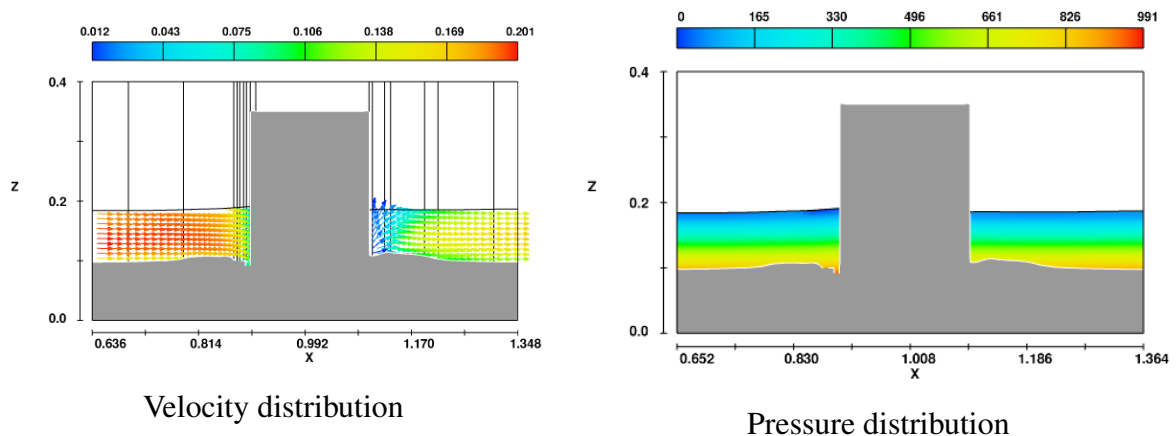 0.012 0.043 0.075 0.106 0.138 0.169 0.201
0.4
Z
0.2
0.0
0.636 0.814 0.992 1.170 1.348
X
Velocity distribution
0 165 330 496 661 826 991
0.4
Z
0.2
0.0
0.652 0.830 1.008 1.186 1.364
X
Pressure distribution